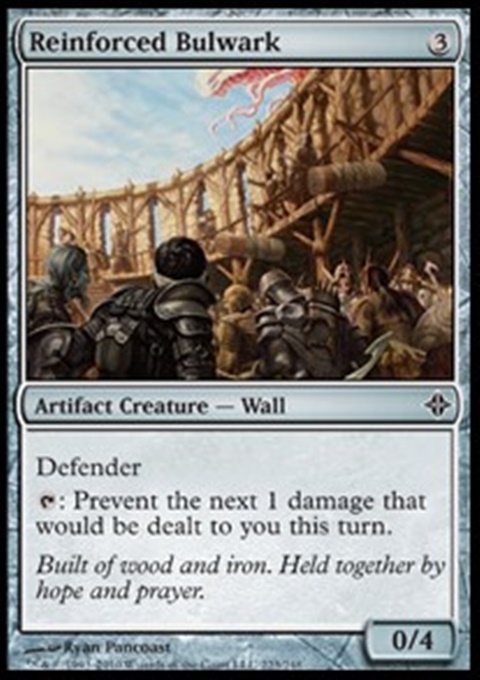 Reinforced Bulwark 3
Artifact Creature — Wall
Defender
: Prevent the next 1 damage that
would be dealt to you this turn.
Built of wood and iron. Held together by
hope and prayer.
Ryan Pancoast
0/4